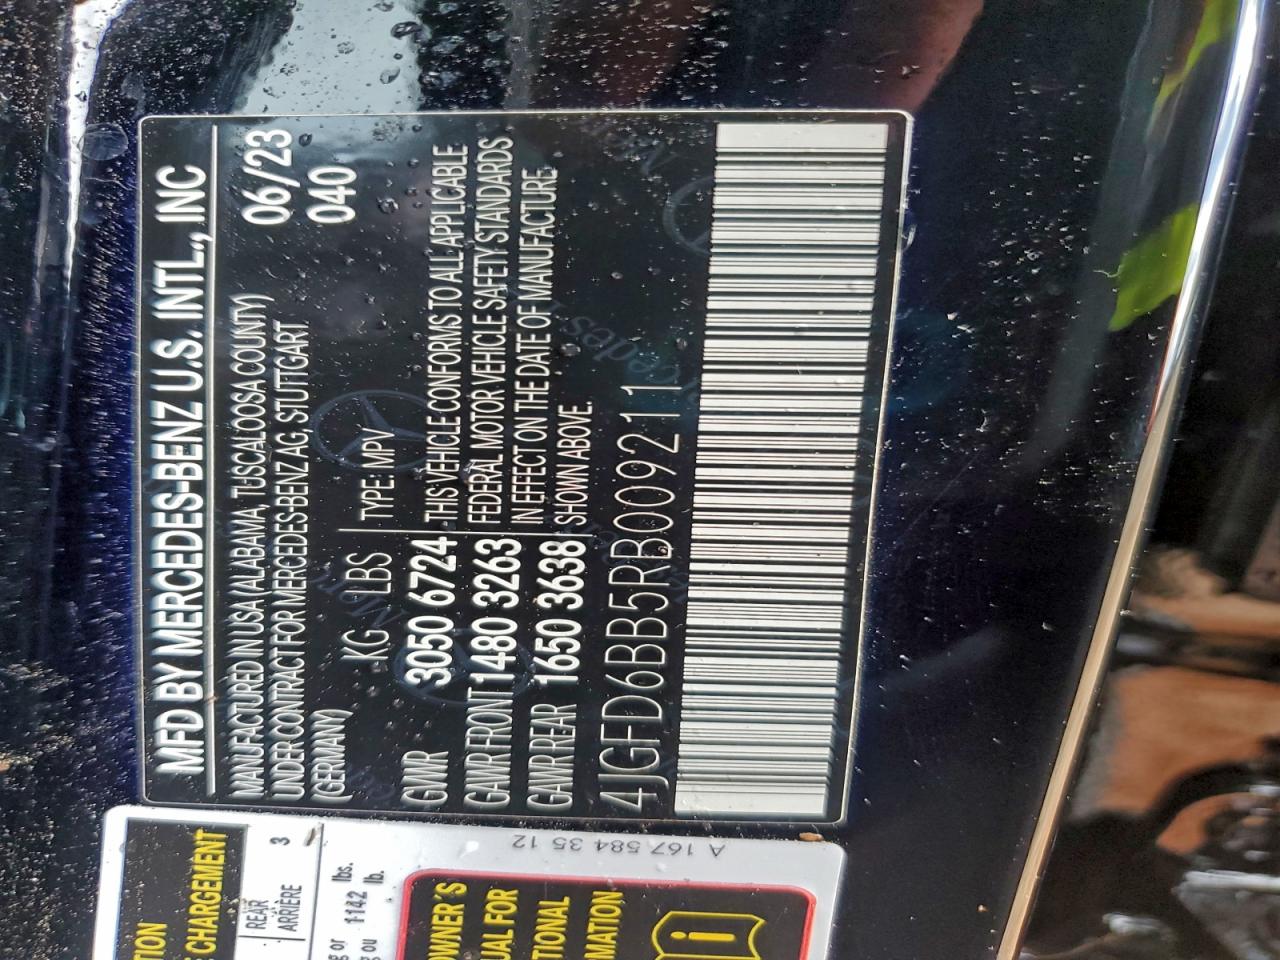 MFD BY MERCEDES-BENZ U.S. INTL., INC
MANUFACTURED IN USA (ALABAMA, TUSCALOOSA COUNTY) 06/23
UNDER CONTRACT FOR MERCEDES-BENZ AG, STUTTGART
(GERMANY) 040
KG LBS TYPE: MPV
GVWR 3050 6724
GAWR FRONT 1480 3263
GAWR REAR 1650 3638
THIS VEHICLE CONFORMS TO ALL APPLICABLE
FEDERAL MOTOR VEHICLE SAFETY STANDARDS
IN EFFECT ON THE DATE OF MANUFACTURE
SHOWN ABOVE.
4JGFD6BB5RB009211
CHARGEMENT
REAR
ARRIÈRE 3
or 1142 lbs.
ou lb.
OWNER'S
FOR
A 167 584 35 12